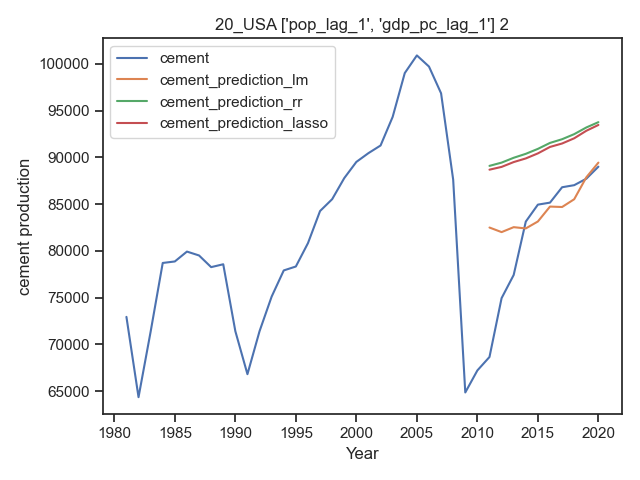 20_USA ['pop_lag_1', 'gdp_pc_lag_1'] 2
cement
cement_prediction_lm
cement_prediction_rr
cement_prediction_lasso
cement production
100000
95000
90000
85000
80000
75000
70000
65000
1980 1985 1990 1995 2000 2005 2010 2015 2020
Year